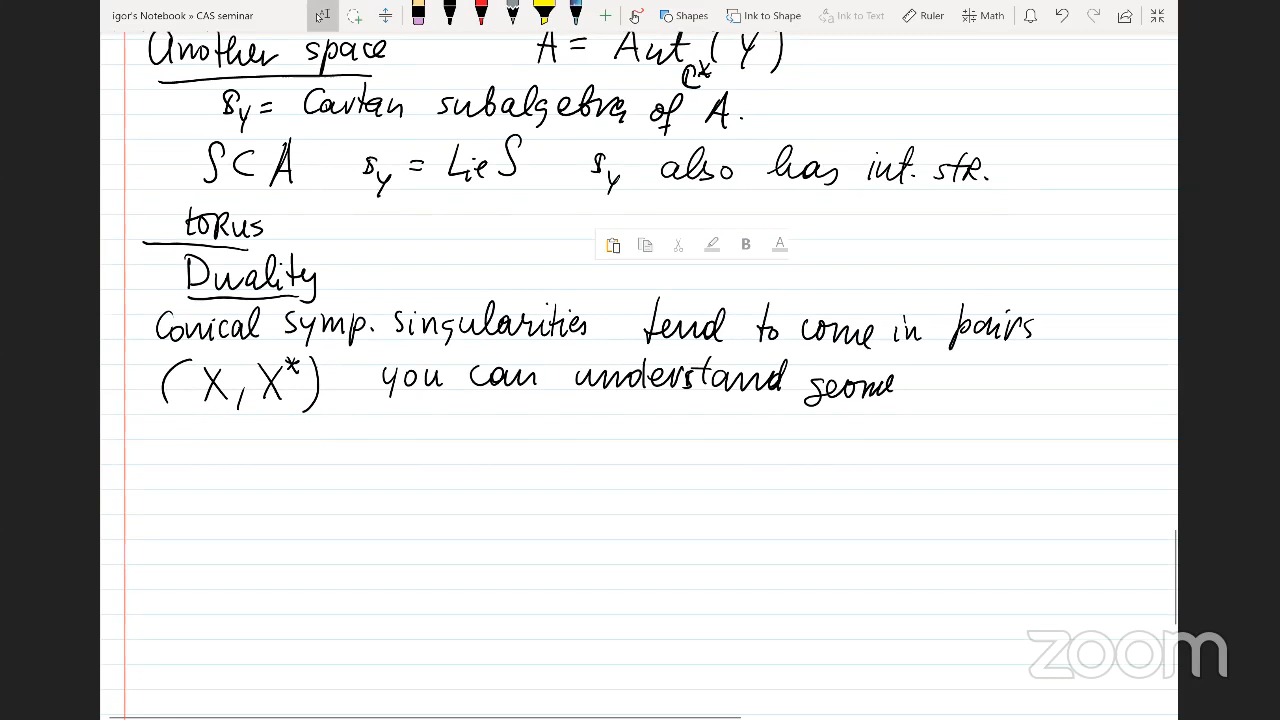 igor's Notebook » CAS seminar
Shapes Ink to Shape Ink to Text Ruler Math
Another space A = Aut_{ℂ*} (Y)
𝔰_Y = Cartan subalgebra of A.
S ⊂ A 𝔰_Y = Lie S 𝔰_Y also has int. str.
torus
B A
Duality
Conical symp. singularities tend to come in pairs
(X, X*) you can understand geome
zoom